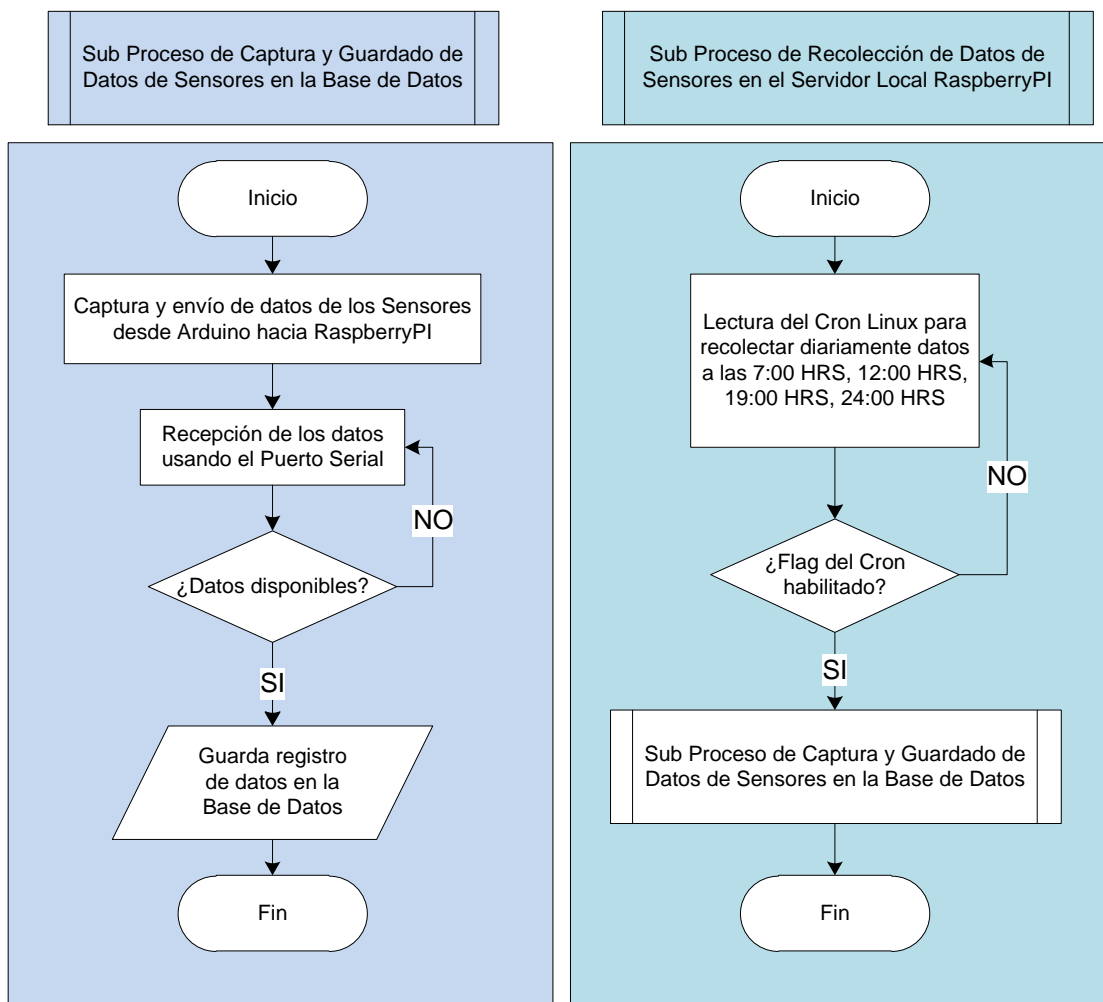 Sub Proceso de Captura y Guardado de
Datos de Sensores en la Base de Datos
Inicio
Captura y envío de datos de los Sensores
desde Arduino hacia RaspberryPI
Recepción de los datos
usando el Puerto Serial
NO
¿Datos disponibles?
SI
Guarda registro
de datos en la
Base de Datos
Fin
Sub Proceso de Recolección de Datos de
Sensores en el Servidor Local RaspberryPI
Inicio
Lectura del Cron Linux para
recolectar diariamente datos
a las 7:00 HRS, 12:00 HRS,
19:00 HRS, 24:00 HRS
NO
¿Flag del Cron
habilitado?
SI
Sub Proceso de Captura y Guardado de
Datos de Sensores en la Base de Datos
Fin